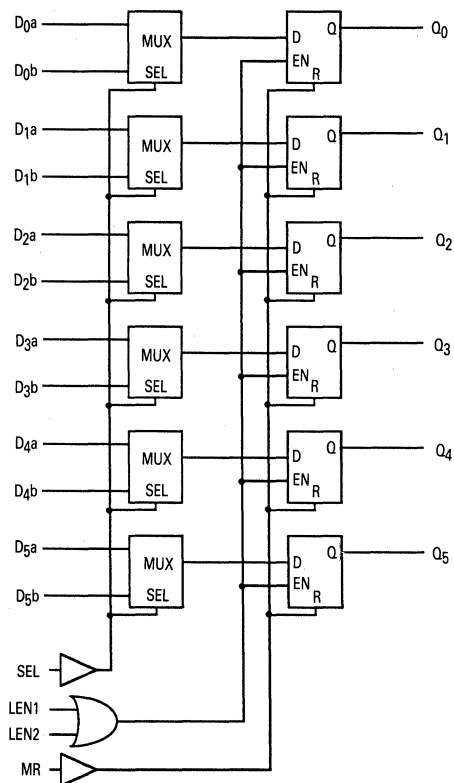 D0a MUX D Q Q0
D0b SEL EN R
D1a MUX D Q Q1
D1b SEL EN R
D2a MUX D Q Q2
D2b SEL EN R
D3a MUX D Q Q3
D3b SEL EN R
D4a MUX D Q Q4
D4b SEL EN R
D5a MUX D Q Q5
D5b SEL EN R
SEL
LEN1
LEN2
MR